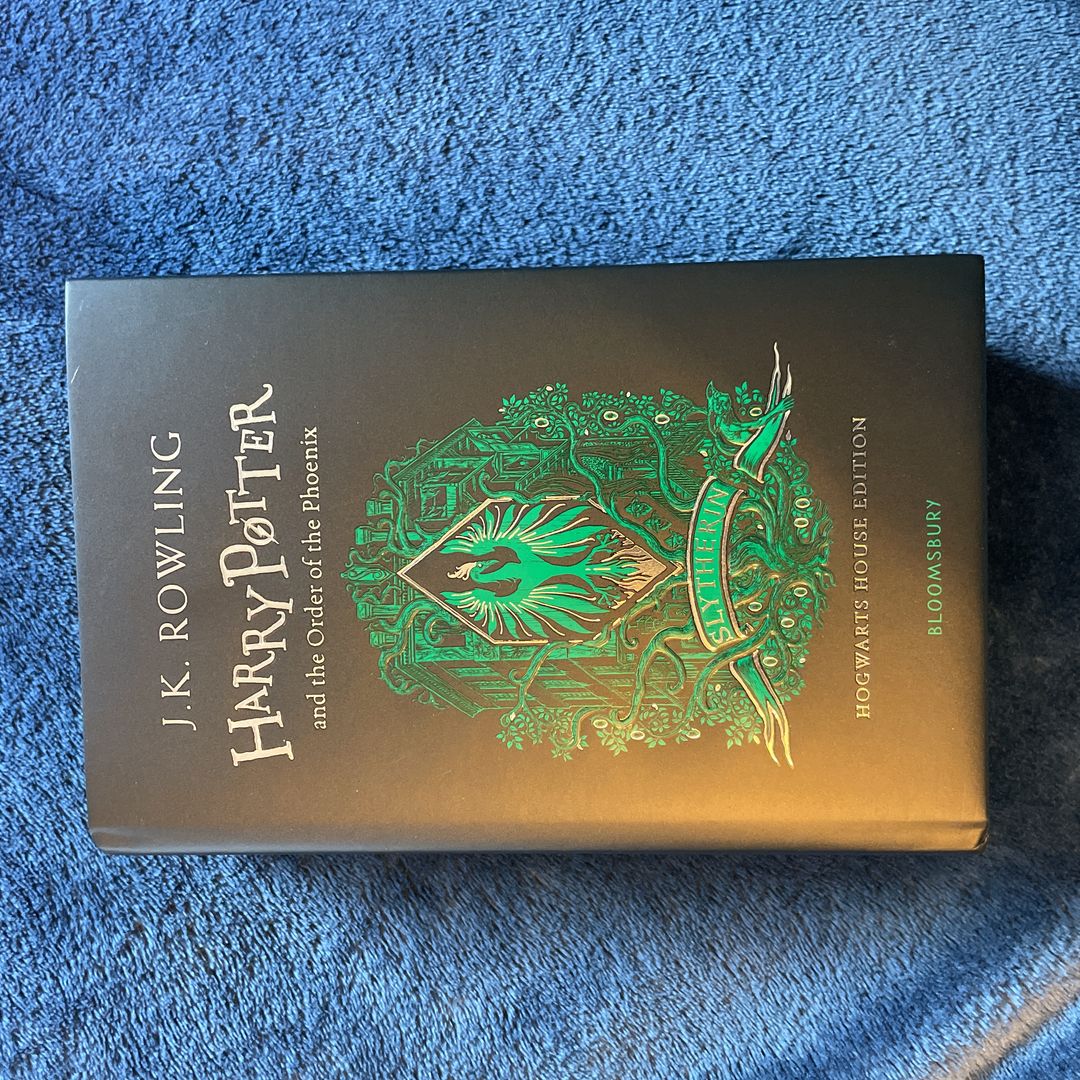 J.K. ROWLING
HARRY POTTER
and the Order of the Phoenix
SLYTHERIN
HOGWARTS HOUSE EDITION
BLOOMSBURY